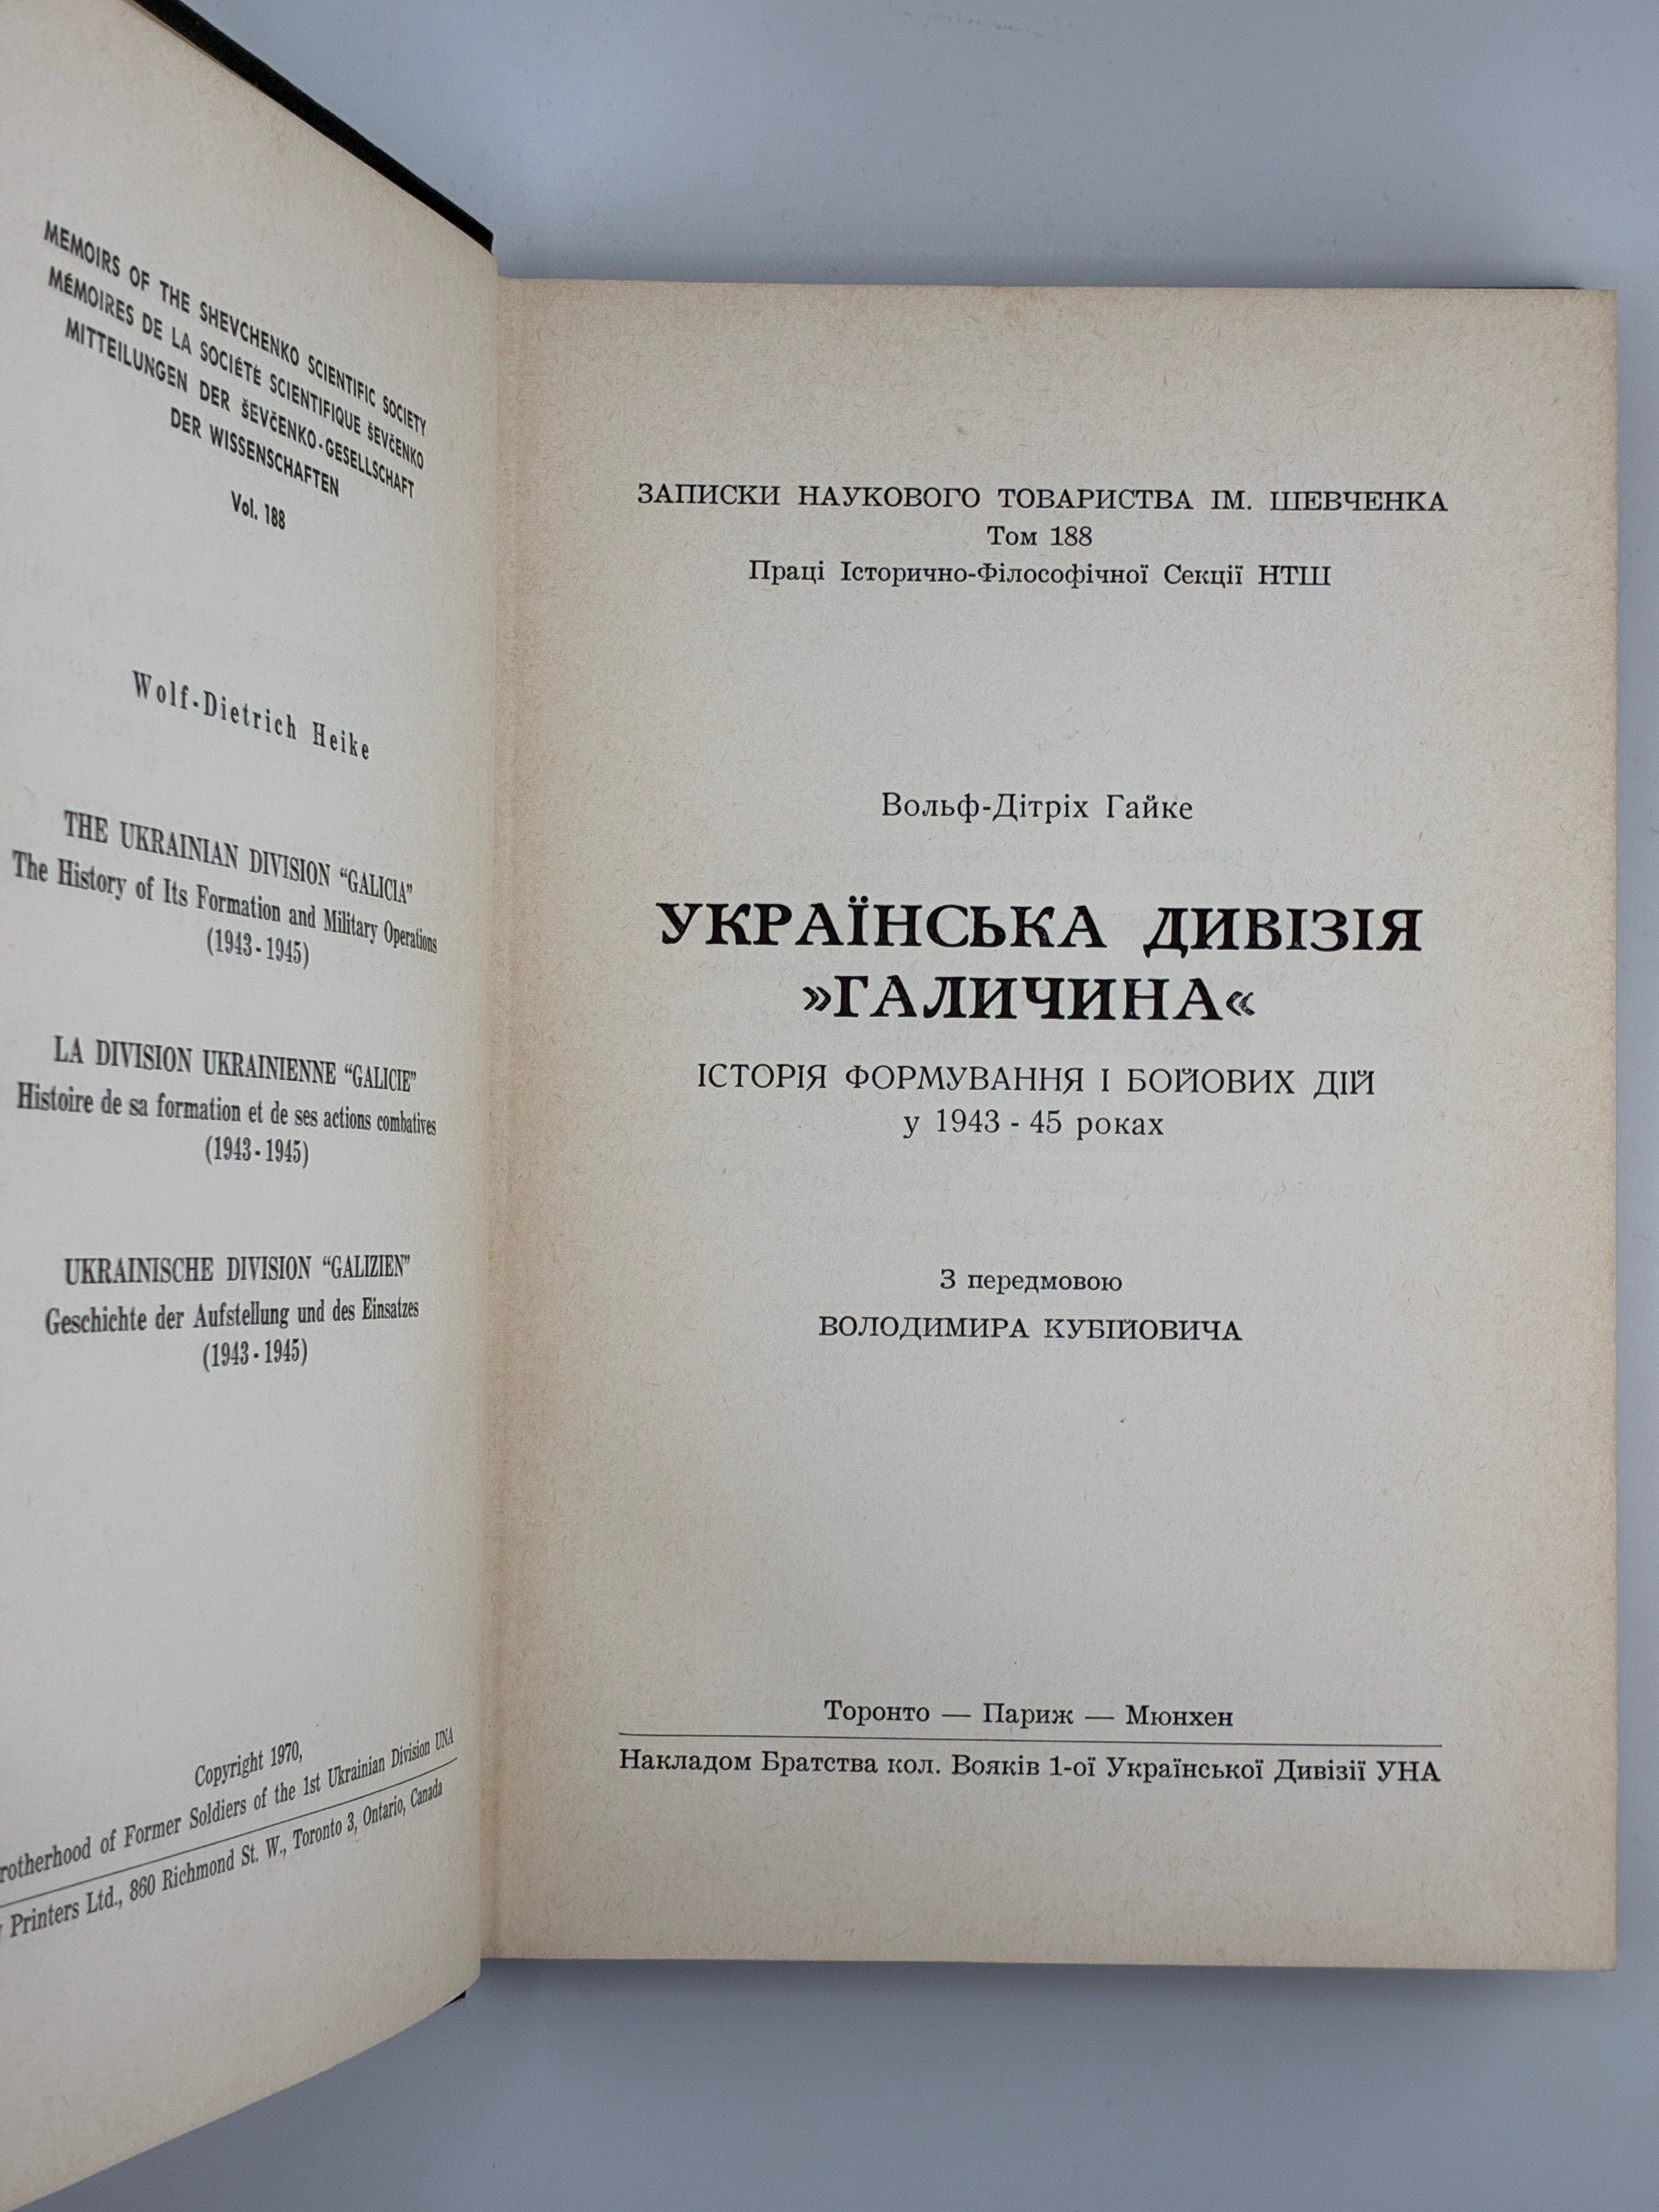 MEMOIRS OF THE SHEVCHENKO SCIENTIFIC SOCIETY
MÉMOIRES DE LA SOCIÉTÉ SCIENTIFIQUE ŠEVČENKO
MITTEILUNGEN DER ŠEVČENKO-GESELLSCHAFT
DER WISSENSCHAFTEN
Vol. 188
Wolf-Dietrich Heike
THE UKRAINIAN DIVISION “GALICIA”
The History of Its Formation and Military Operations
(1943-1945)
LA DIVISION UKRAINIENNE “GALICIE”
Histoire de sa formation et de ses actions combatives
(1943-1945)
UKRAINISCHE DIVISION “GALIZIEN”
Geschichte der Aufstellung und des Einsatzes
(1943-1945)
Copyright 1970,
rotherhood of Former Soldiers of the 1st Ukrainian Division UNA
Printers Ltd., 860 Richmond St. W., Toronto 3, Ontario, Canada
ЗАПИСКИ НАУКОВОГО ТОВАРИСТВА ІМ. ШЕВЧЕНКА
Том 188
Праці Історично-Філософічної Секції НТШ
Вольф-Дітріх Гайке
УКРАЇНСЬКА ДИВІЗІЯ
»ГАЛИЧИНА«
ІСТОРІЯ ФОРМУВАННЯ І БОЙОВИХ ДІЙ
у 1943 - 45 роках
З передмовою
ВОЛОДИМИРА КУБІЙОВИЧА
Торонто — Париж — Мюнхен
Накладом Братства кол. Вояків 1-ої Української Дивізії УНА